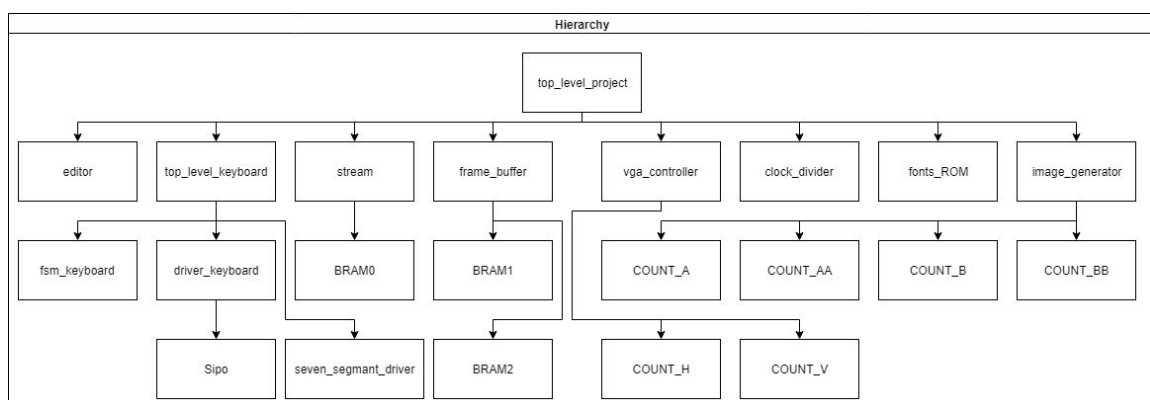 Hierarchy
top_level_project
editor
top_level_keyboard
stream
frame_buffer
vga_controller
clock_divider
fonts_ROM
image_generator
fsm_keyboard
driver_keyboard
BRAM0
BRAM1
COUNT_A
COUNT_AA
COUNT_B
COUNT_BB
Sipo
seven_segmant_driver
BRAM2
COUNT_H
COUNT_V